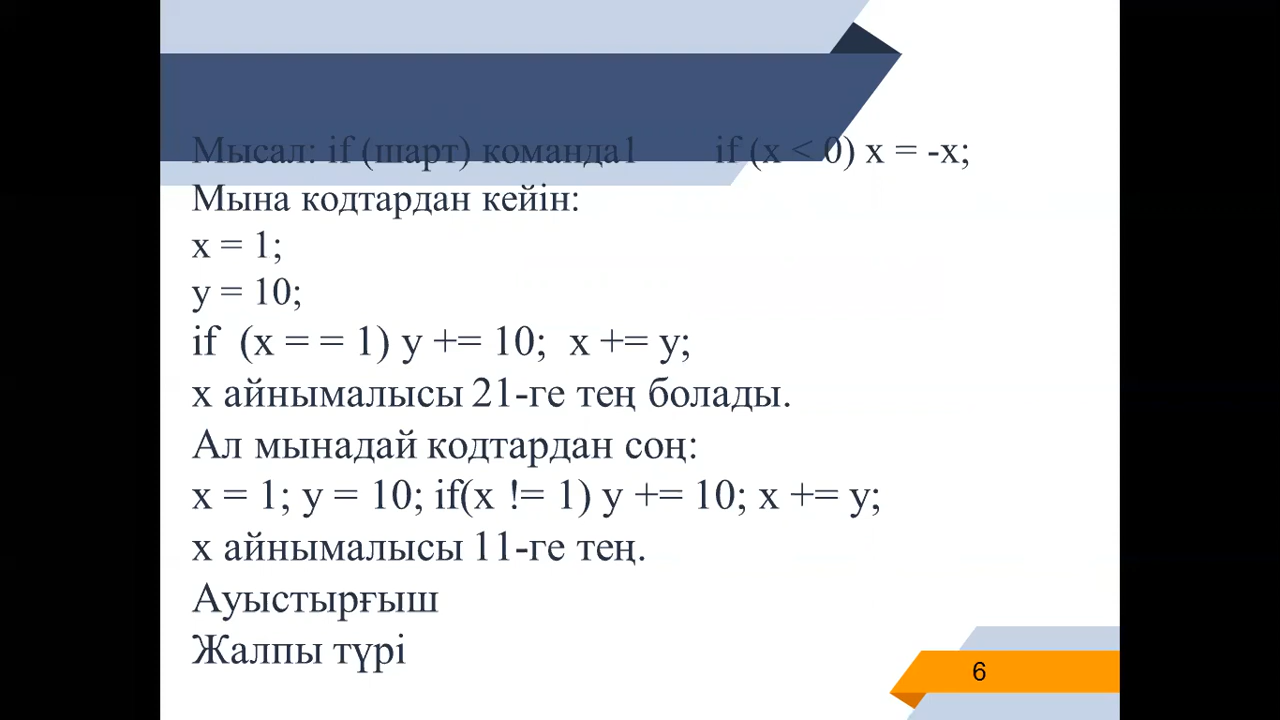 Мысал: if (шарт) команда1 if (x < 0) x = -x;
Мына кодтардан кейін:
x = 1;
y = 10;
if (x = = 1) y += 10; x += y;
x айнымалысы 21-ге тең болады.
Ал мынадай кодтардан соң:
x = 1; y = 10; if(x != 1) y += 10; x += y;
x айнымалысы 11-ге тең.
Ауыстырғыш
Жалпы түрі
6